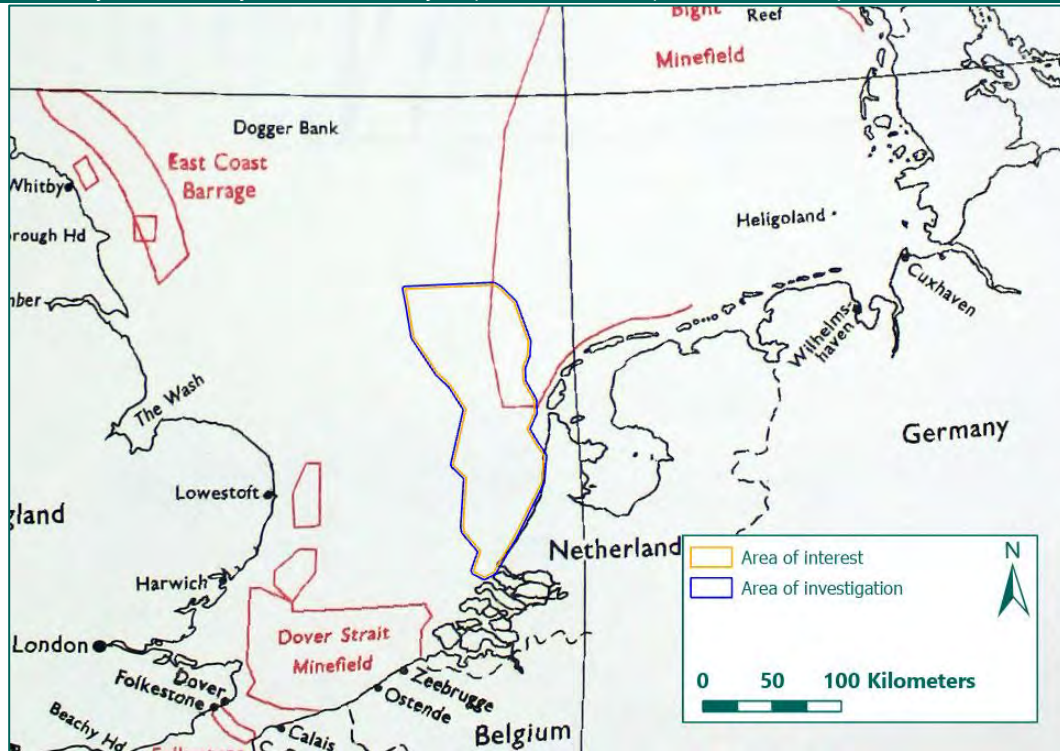 Bight
Reef
Minefield
Dogger Bank
East Coast
Barrage
Whitby
rough Hd
Heligoland
Cuxhaven
Wilhelms-
haven
The Wash
Germany
Lowestoft
Netherland
Harwich
Area of interest
Area of investigation
N
0 50 100 Kilometers
London
Dover Strait
Minefield
Dover
Folkestone
Zeebrugge
Ostende
Beachy Hd
Calais
Belgium